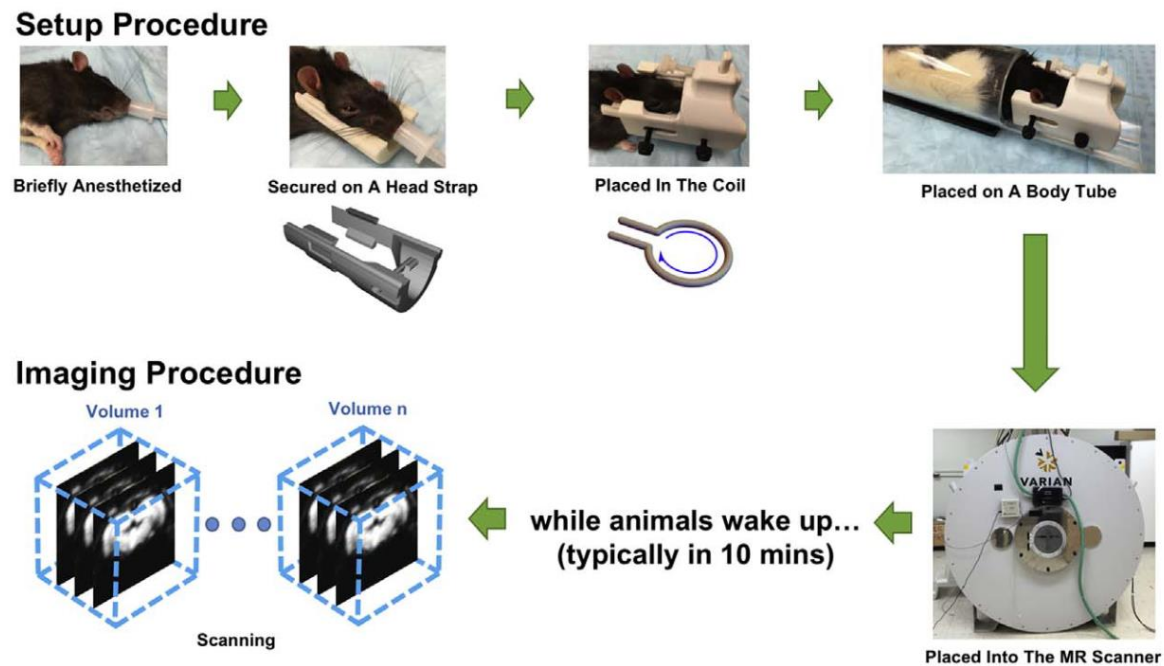 Setup Procedure
Briefly Anesthetized
Secured on A Head Strap
Placed In The Coil
Placed on A Body Tube
Imaging Procedure
Volume 1
Volume n
VARIAN
while animals wake up...
(typically in 10 mins)
Scanning
Placed Into The MR Scanner